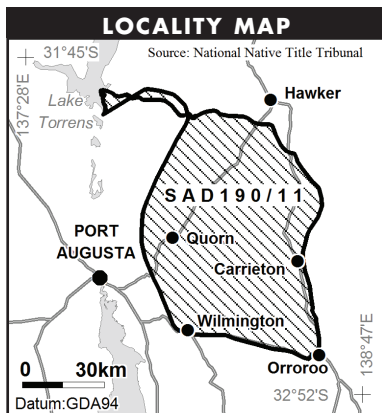 LOCALITY MAP
31°45'S
Source: National Native Title Tribunal
137°28'E
Lake
Torrens
Hawker
SAD190/11
PORT
AUGUSTA
Quorn
Carrieton
Wilmington
Orroroo
0 30km
Datum:GDA94
32°52'S
138°47'E